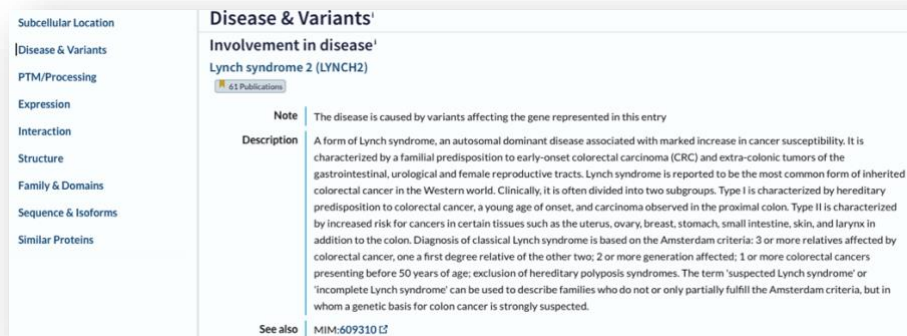 Subcellular Location
Disease & Variants
PTM/Processing
Expression
Interaction
Structure
Family & Domains
Sequence & Isoforms
Similar Proteins
Disease & Variants¹
Involvement in disease¹
Lynch syndrome 2 (LYNCH2)
61 Publications
Note The disease is caused by variants affecting the gene represented in this entry
Description A form of Lynch syndrome, an autosomal dominant disease associated with marked increase in cancer susceptibility. It is
characterized by a familial predisposition to early-onset colorectal carcinoma (CRC) and extra-colonic tumors of the
gastrointestinal, urological and female reproductive tracts. Lynch syndrome is reported to be the most common form of inherited
colorectal cancer in the Western world. Clinically, it is often divided into two subgroups. Type I is characterized by hereditary
predisposition to colorectal cancer, a young age of onset, and carcinoma observed in the proximal colon. Type II is characterized
by increased risk for cancers in certain tissues such as the uterus, ovary, breast, stomach, small intestine, skin, and larynx in
addition to the colon. Diagnosis of classical Lynch syndrome is based on the Amsterdam criteria: 3 or more relatives affected by
colorectal cancer, one a first degree relative of the other two; 2 or more generation affected; 1 or more colorectal cancers
presenting before 50 years of age; exclusion of hereditary polyposis syndromes. The term 'suspected Lynch syndrome' or
'incomplete Lynch syndrome' can be used to describe families who do not or only partially fulfill the Amsterdam criteria, but in
whom a genetic basis for colon cancer is strongly suspected.
See also MIM:609310